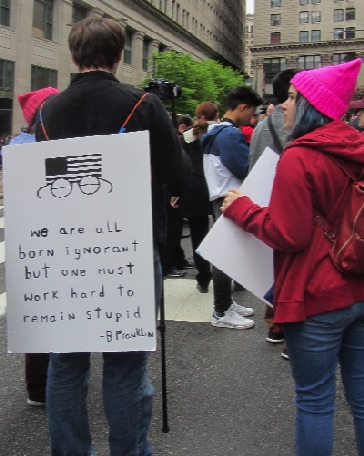 we are all
born ignorant
but one must
work hard to
remain stupid
-B Franklin